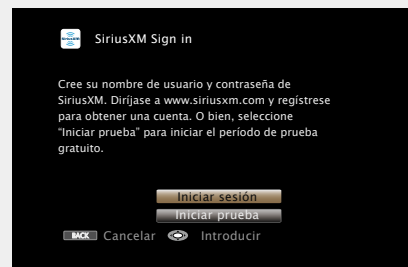 SiriusXM Sign in
Cree su nombre de usuario y contraseña de
SiriusXM. Diríjase a www.siriusxm.com y regístrese
para obtener una cuenta. O bien, seleccione
“Iniciar prueba” para iniciar el período de prueba
gratuito.
Iniciar sesión
Iniciar prueba
BACK Cancelar Introducir